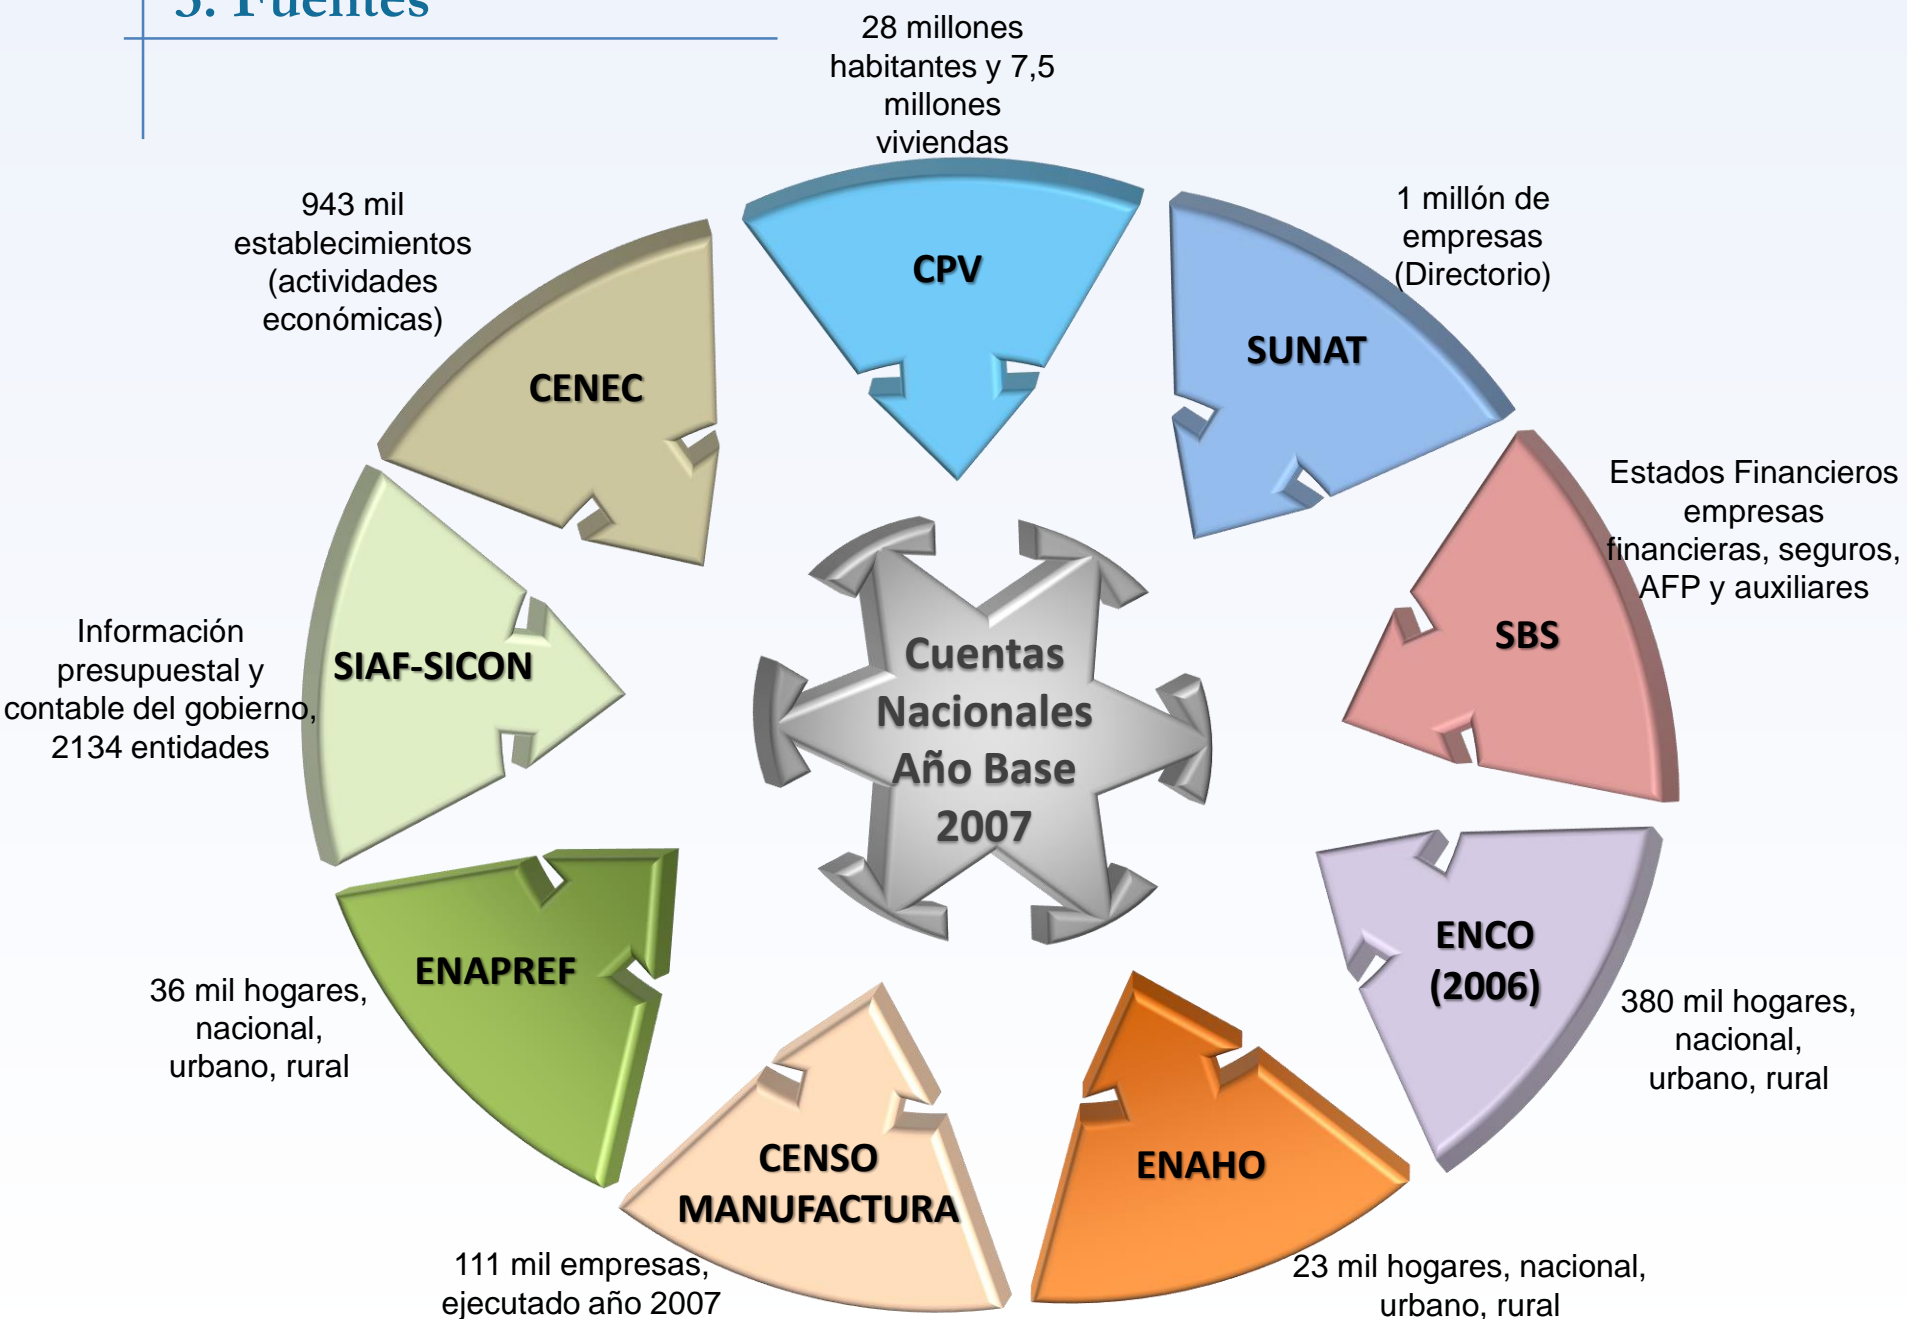 3. Fuentes
28 millones
habitantes y 7,5
millones
viviendas
CPV
1 millón de
empresas
(Directorio)
SUNAT
Estados Financieros
empresas
financieras, seguros,
AFP y auxiliares
SBS
ENCO
(2006)
380 mil hogares,
nacional,
urbano, rural
ENAHO
23 mil hogares, nacional,
urbano, rural
CENSO
MANUFACTURA
111 mil empresas,
ejecutado año 2007
ENAPREF
36 mil hogares,
nacional,
urbano, rural
SIAF-SICON
Información
presupuestal y
contable del gobierno,
2134 entidades
CENEC
943 mil
establecimientos
(actividades
económicas)
Cuentas
Nacionales
Año Base
2007